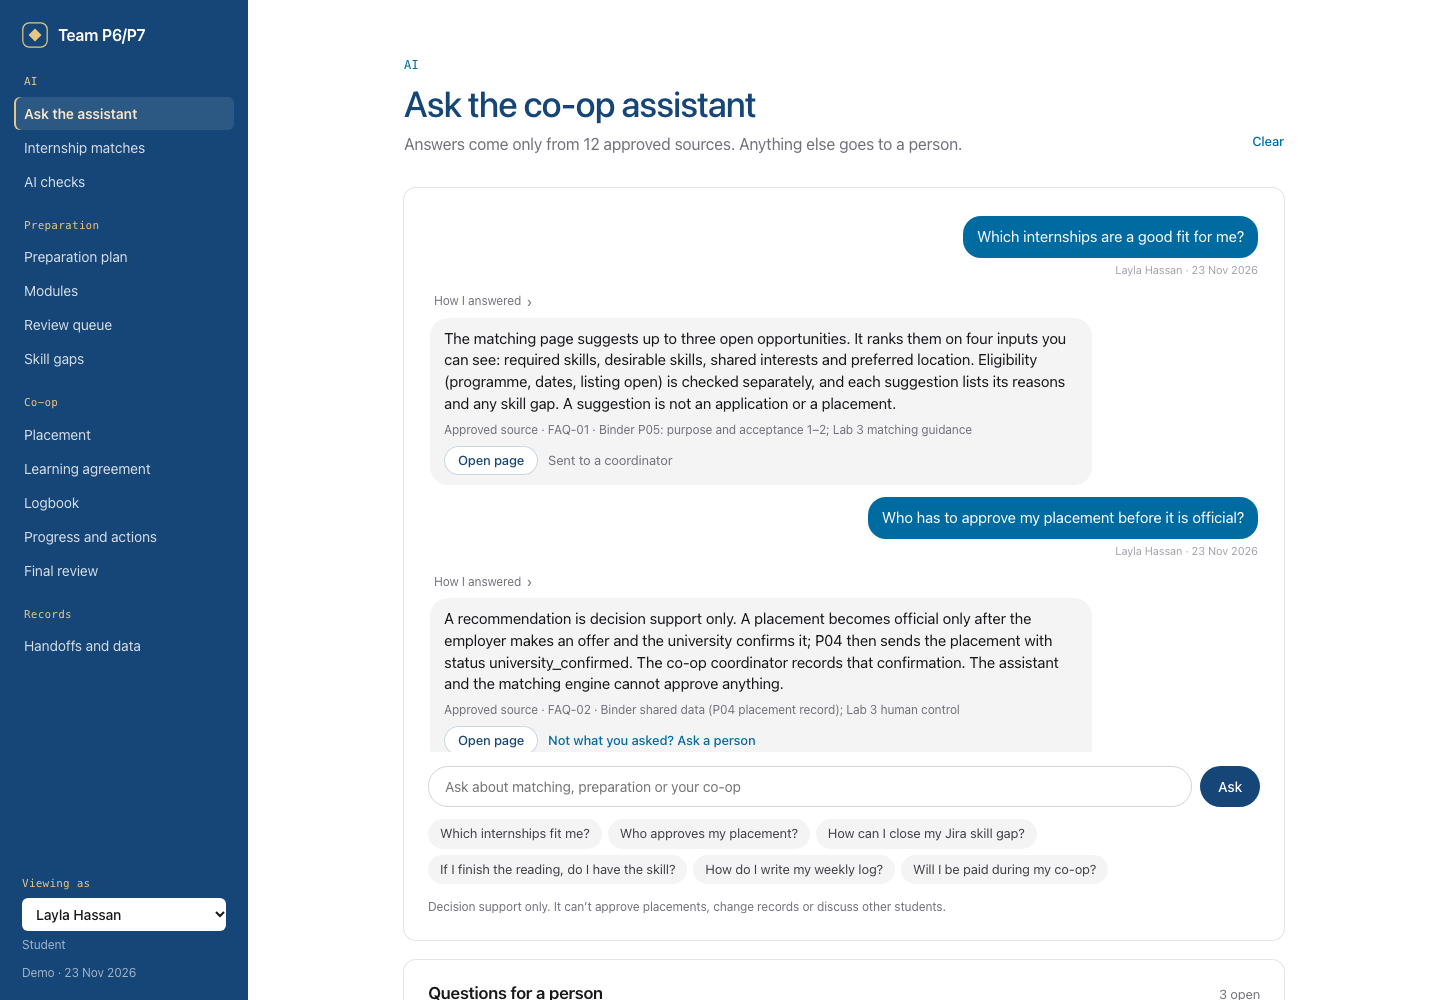 Team P6/P7
AI
Ask the assistant
Internship matches
AI checks
Preparation
Preparation plan
Modules
Review queue
Skill gaps
Co-op
Placement
Learning agreement
Logbook
Progress and actions
Final review
Records
Handoffs and data
Viewing as
Layla Hassan
Student
Demo · 23 Nov 2026
AI
Ask the co-op assistant
Answers come only from 12 approved sources. Anything else goes to a person.
Clear
Which internships are a good fit for me?
Layla Hassan · 23 Nov 2026
How I answered ›
The matching page suggests up to three open opportunities. It ranks them on four inputs you
can see: required skills, desirable skills, shared interests and preferred location. Eligibility
(programme, dates, listing open) is checked separately, and each suggestion lists its reasons
and any skill gap. A suggestion is not an application or a placement.
Approved source · FAQ-01 · Binder P05: purpose and acceptance 1–2; Lab 3 matching guidance
Open page
Sent to a coordinator
Who has to approve my placement before it is official?
Layla Hassan · 23 Nov 2026
How I answered ›
A recommendation is decision support only. A placement becomes official only after the
employer makes an offer and the university confirms it; P04 then sends the placement with
status university_confirmed. The co-op coordinator records that confirmation. The assistant
and the matching engine cannot approve anything.
Approved source · FAQ-02 · Binder shared data (P04 placement record); Lab 3 human control
Open page
Not what you asked? Ask a person
Ask about matching, preparation or your co-op
Ask
Which internships fit me?
Who approves my placement?
How can I close my Jira skill gap?
If I finish the reading, do I have the skill?
How do I write my weekly log?
Will I be paid during my co-op?
Decision support only. It can't approve placements, change records or discuss other students.
Questions for a person
3 open